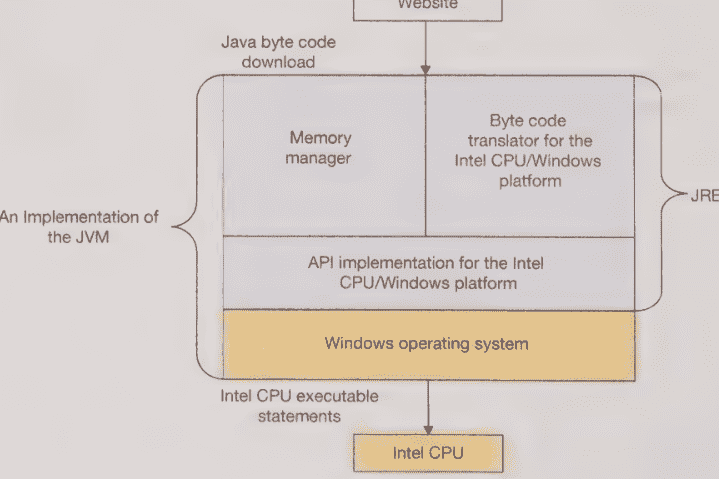 Website
Java byte code
download
Memory
manager
Byte code
translator for the
Intel CPU/Windows
platform
An Implementation of
the JVM
JRE
API implementation for the Intel
CPU/Windows platform
Windows operating system
Intel CPU executable
statements
Intel CPU